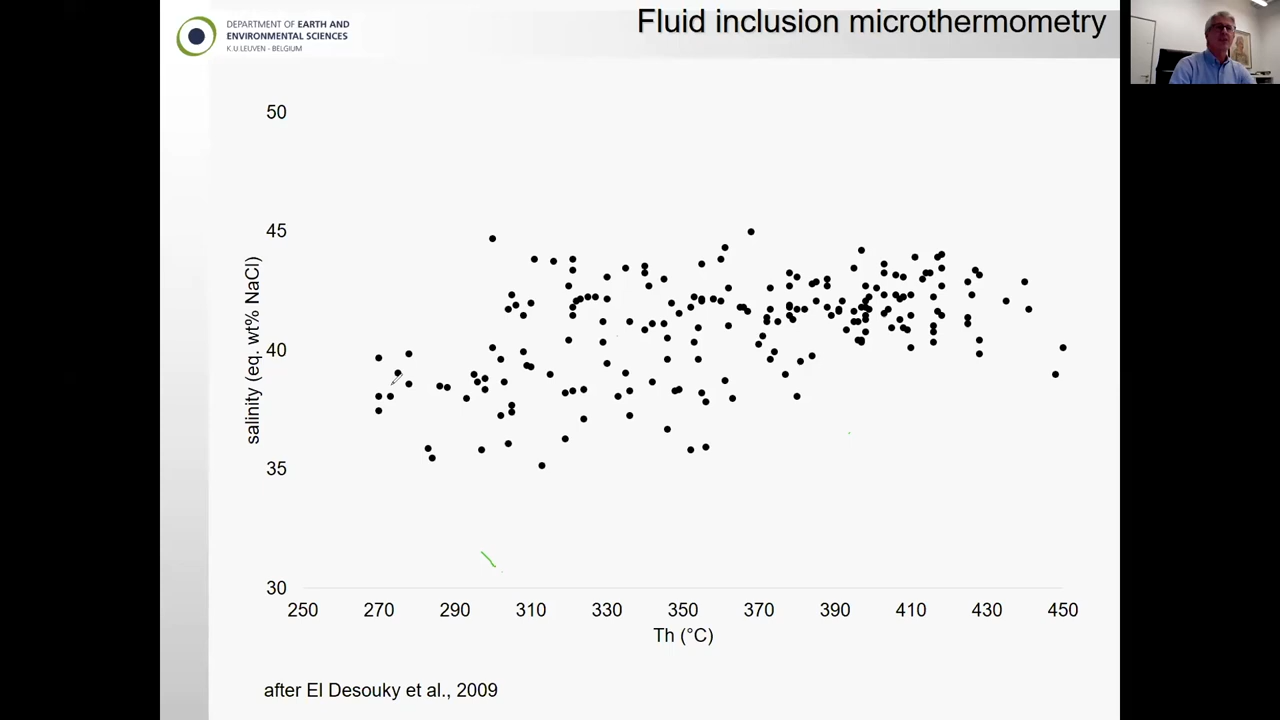 DEPARTMENT OF EARTH AND
ENVIRONMENTAL SCIENCES
K.U.LEUVEN - BELGIUM
Fluid inclusion microthermometry
50
45
40
35
30
salinity (eq. wt% NaCl)
250 270 290 310 330 350 370 390 410 430 450
Th (°C)
after El Desouky et al., 2009